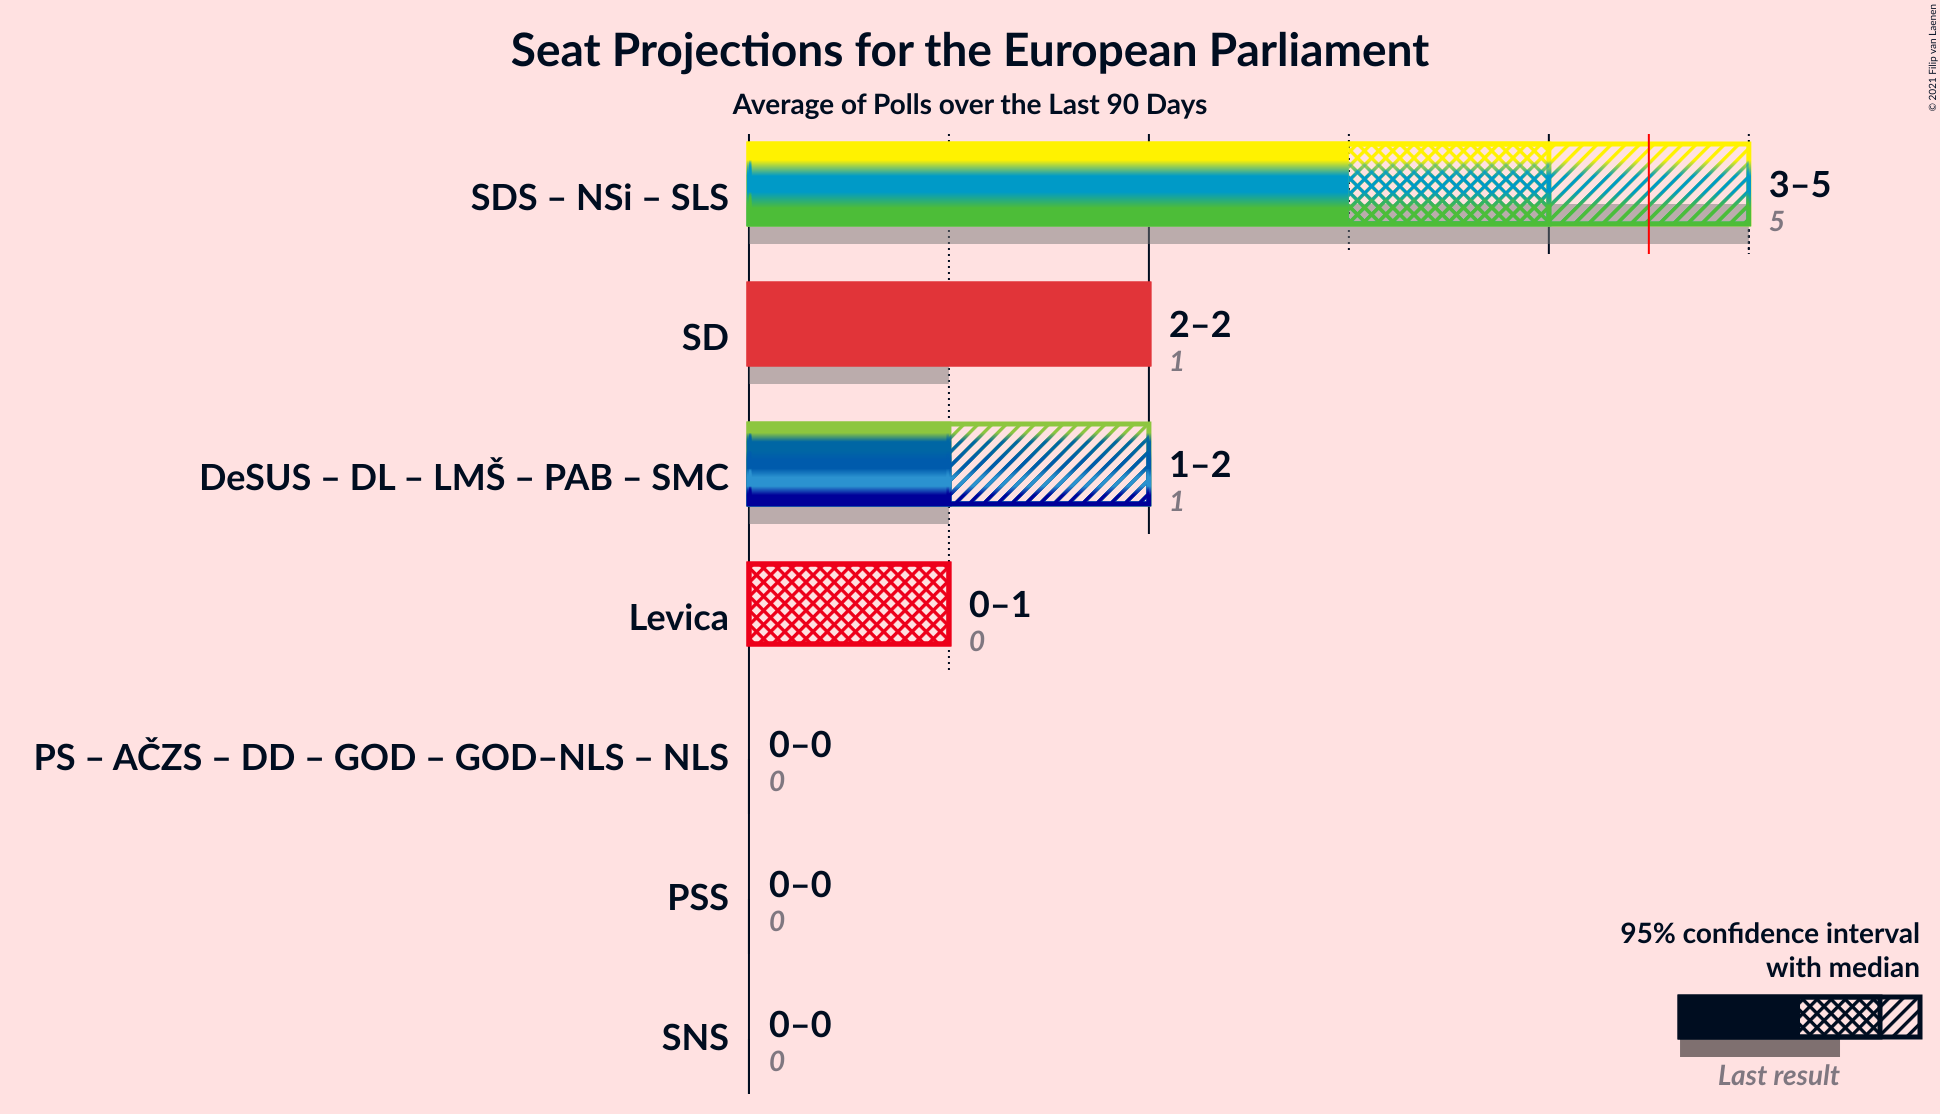 Seat Projections for the European Parliament
Average of Polls over the Last 90 Days
© 2021 Filip van Laenen
SDS – NSi – SLS
3–5
5
SD
2–2
1
DeSUS – DL – LMŠ – PAB – SMC
1–2
1
Levica
0–1
0
PS – AČZS – DD – GOD – GOD–NLS – NLS
0–0
0
PSS
0–0
0
SNS
0–0
0
95% confidence interval
with median
Last result